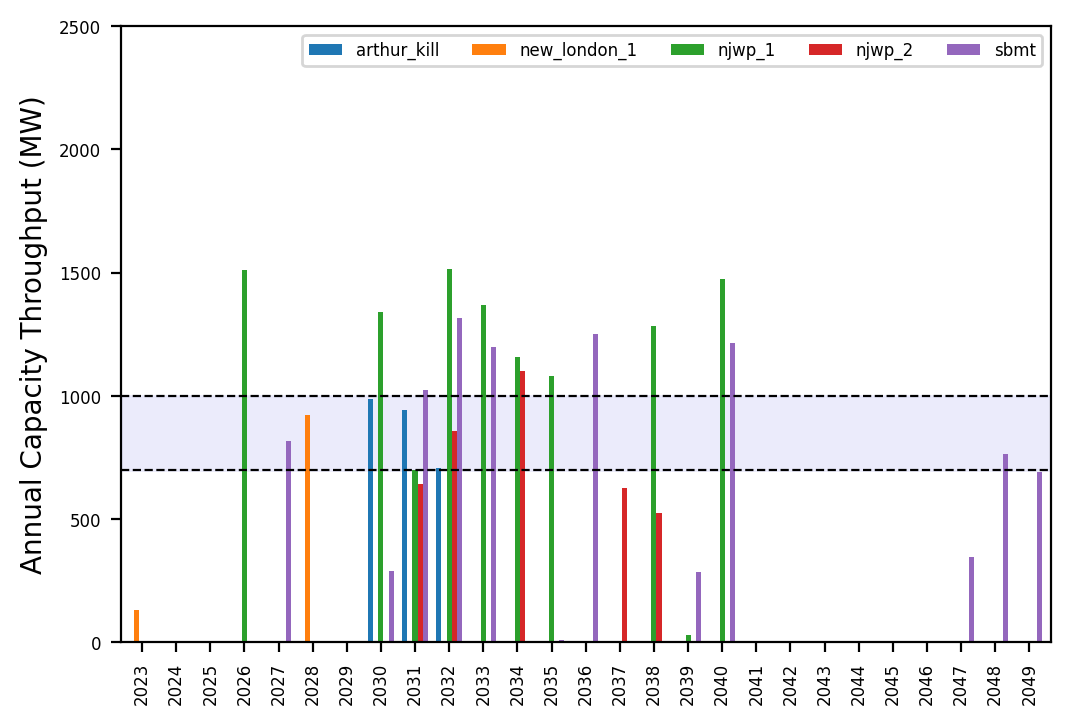 arthur_kill new_london_1 njwp_1 njwp_2 sbmt
Annual Capacity Throughput (MW)
2500
2000
1500
1000
500
0
2023 2024 2025 2026 2027 2028 2029 2030 2031 2032 2033 2034 2035 2036 2037 2038 2039 2040 2041 2042 2043 2044 2045 2046 2047 2048 2049